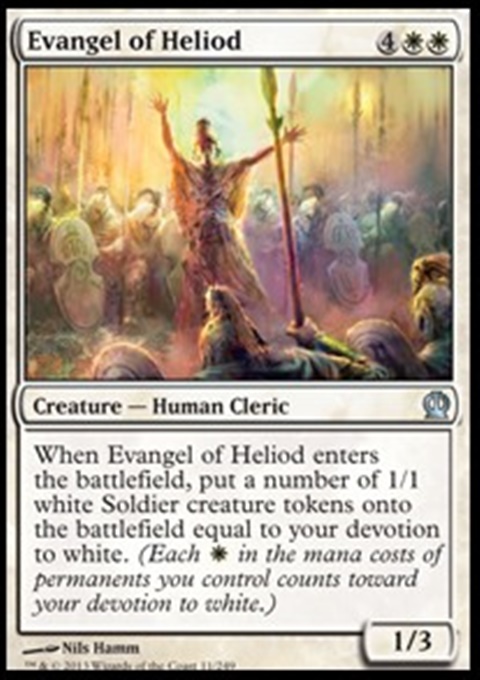 Evangel of Heliod 4
Creature — Human Cleric
When Evangel of Heliod enters
the battlefield, put a number of 1/1
white Soldier creature tokens onto
the battlefield equal to your devotion
to white. (Each in the mana costs of
permanents you control counts toward
your devotion to white.)
Nils Hamm
1/3
™ & © 2013 Wizards of the Coast 11/249